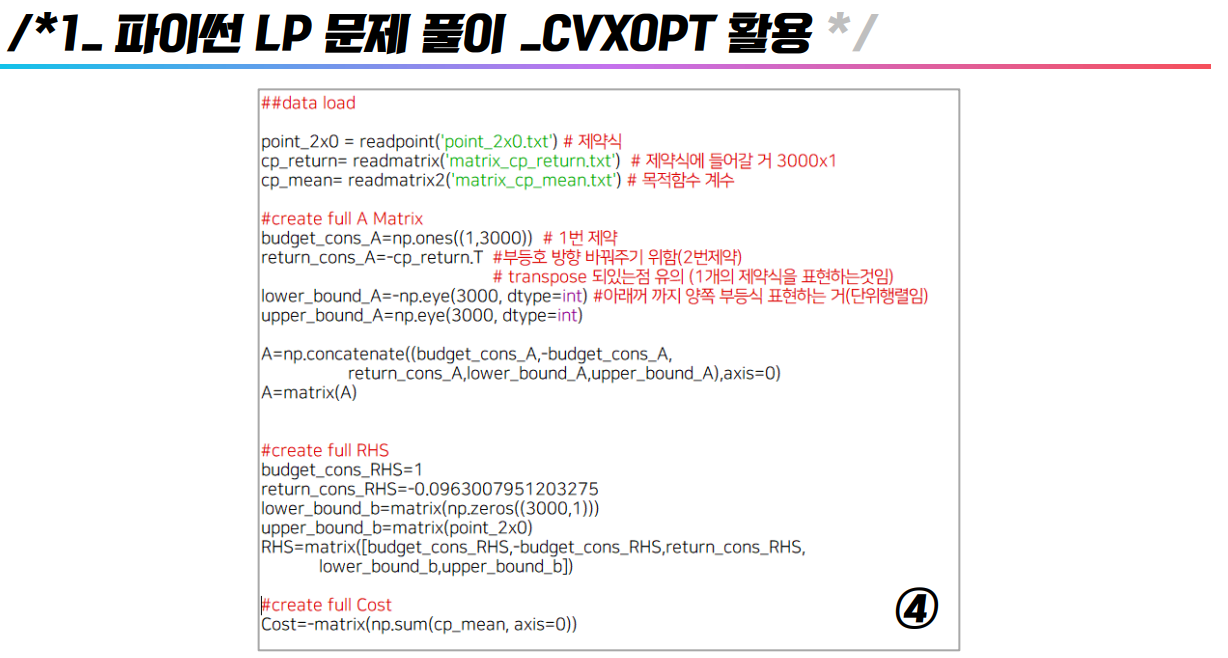 /*1_ 파이썬 LP 문제 풀이 _CVXOPT 활용 */
##data load
point_2x0 = readpoint('point_2x0.txt') # 제약식
cp_return= readmatrix('matrix_cp_return.txt') # 제약식에 들어갈 거 3000x1
cp_mean= readmatrix2('matrix_cp_mean.txt') # 목적함수 계수
#create full A Matrix
budget_cons_A=np.ones((1,3000)) # 1번 제약
return_cons_A=-cp_return.T #부등호 방향 바꿔주기 위함(2번제약)
# transpose 되있는점 유의 (1개의 제약식을 표현하는것임)
lower_bound_A=-np.eye(3000, dtype=int) #아래꺼 까지 양쪽 부등식 표현하는 거(단위행렬임)
upper_bound_A=np.eye(3000, dtype=int)
A=np.concatenate((budget_cons_A,-budget_cons_A,
return_cons_A,lower_bound_A,upper_bound_A),axis=0)
A=matrix(A)
#create full RHS
budget_cons_RHS=1
return_cons_RHS=-0.0963007951203275
lower_bound_b=matrix(np.zeros((3000,1)))
upper_bound_b=matrix(point_2x0)
RHS=matrix([budget_cons_RHS,-budget_cons_RHS,return_cons_RHS,
lower_bound_b,upper_bound_b])
#create full Cost
Cost=-matrix(np.sum(cp_mean, axis=0))
④